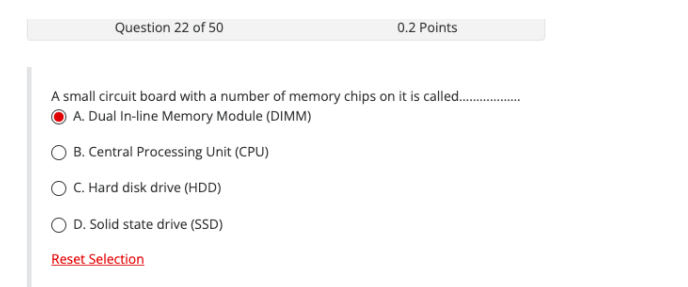 Question 22 of 50 0.2 Points
A small circuit board with a number of memory chips on it is called..................
A. Dual In-line Memory Module (DIMM)
B. Central Processing Unit (CPU)
C. Hard disk drive (HDD)
D. Solid state drive (SSD)
Reset Selection